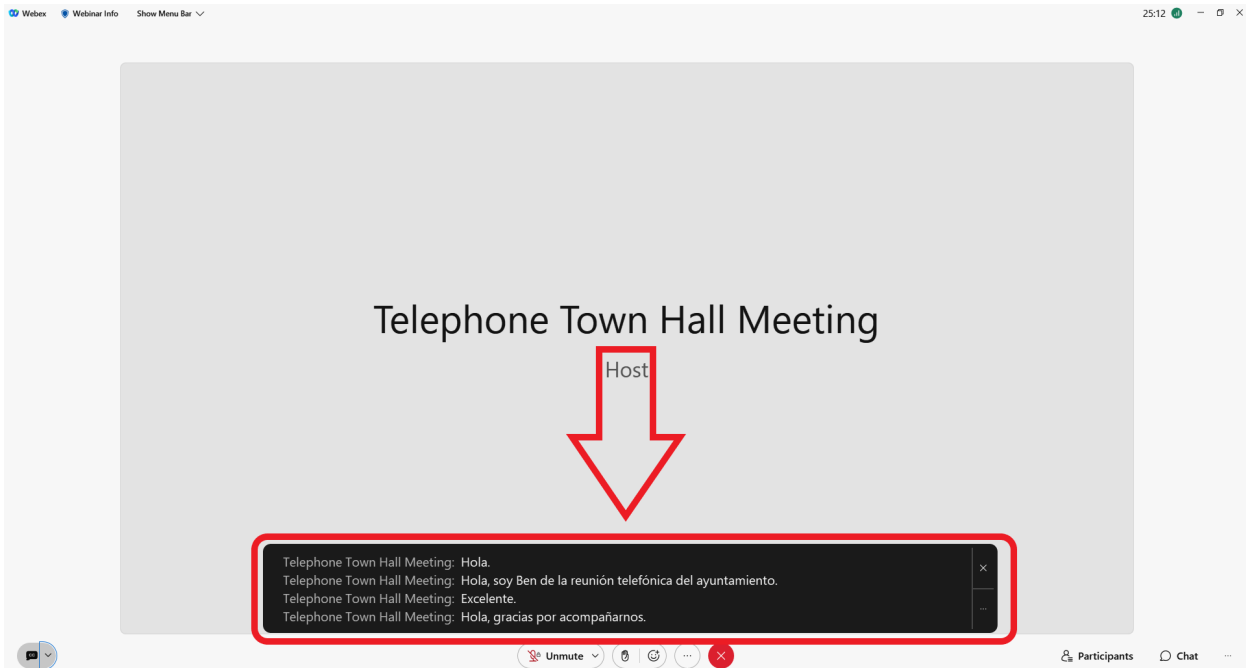 Webex Webinar Info Show Menu Bar 25:12
Telephone Town Hall Meeting
Host
Telephone Town Hall Meeting: Hola.
Telephone Town Hall Meeting: Hola, soy Ben de la reunión telefónica del ayuntamiento.
Telephone Town Hall Meeting: Excelente.
Telephone Town Hall Meeting: Hola, gracias por acompañarnos.
Unmute Participants Chat